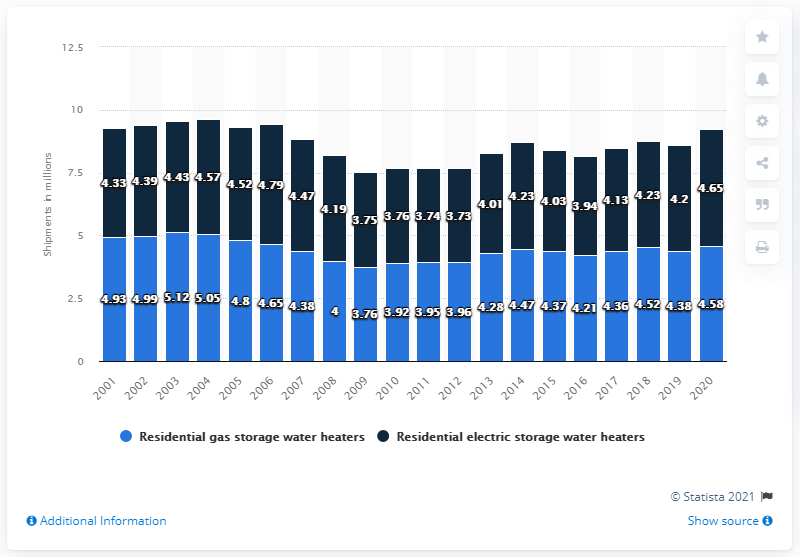 12.5
10
7.5
5
2.5
0
Shipments in millions
4.33 4.39 4.43 4.57 4.52 4.79 4.47 4.19 3.75 3.76 3.74 3.73 4.01 4.23 4.03 3.94 4.13 4.23 4.2 4.65
4.93 4.99 5.12 5.05 4.8 4.65 4.38 4 3.76 3.92 3.95 3.96 4.28 4.47 4.37 4.21 4.36 4.52 4.38 4.58
2001 2002 2003 2004 2005 2006 2007 2008 2009 2010 2011 2012 2013 2014 2015 2016 2017 2018 2019 2020
Residential gas storage water heaters Residential electric storage water heaters
© Statista 2021
Additional Information Show source